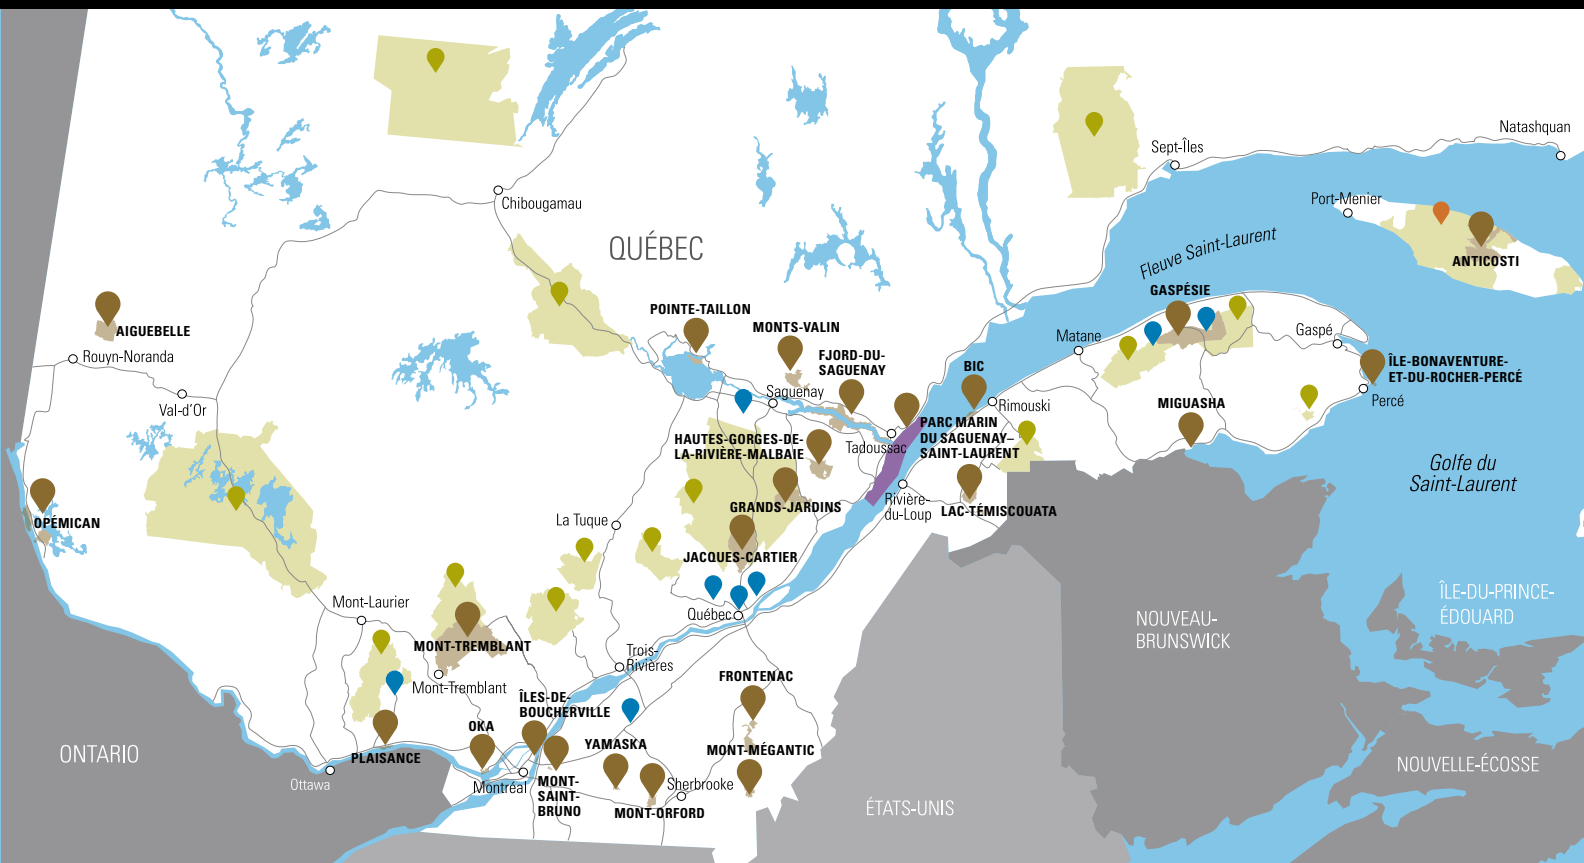 Natashquan
Sept-Îles
Port-Menier
Chibougamau
QUÉBEC
Fleuve Saint-Laurent
ANTICOSTI
GASPÉSIE
POINTE-TAILLON
MONTS-VALIN
AIGUEBELLE
Rouyn-Noranda
Matane
Gaspé
FJORD-DU-
SAGUENAY
BIC
ÎLE-BONAVENTURE-
ET-DU-ROCHER-PERCÉ
Saguenay
Val-d'Or
Rimouski
MIGUASHA
Percé
PARC MARIN
DU SAGUENAY–
SAINT-LAURENT
Tadoussac
HAUTES-GORGES-DE-
LA-RIVIÈRE-MALBAIE
Golfe du
Saint-Laurent
Rivière-
du-Loup
LAC-TÉMISCOUATA
GRANDS-JARDINS
OPÉMICAN
La Tuque
JACQUES-CARTIER
Mont-Laurier
Québec
ÎLE-DU-PRINCE-
ÉDOUARD
NOUVEAU-
BRUNSWICK
MONT-TREMBLANT
Trois-
Rivières
Mont-Tremblant
FRONTENAC
ÎLES-DE-
BOUCHERVILLE
OKA
YAMASKA
MONT-MÉGANTIC
ONTARIO
PLAISANCE
NOUVELLE-ÉCOSSE
Ottawa
Montréal
MONT-
SAINT-
BRUNO
Sherbrooke
MONT-ORFORD
ÉTATS-UNIS